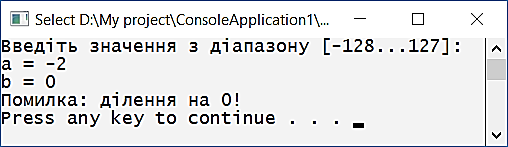 Select D:\My project\ConsoleApplication1\...
Введіть значення з діапазону [-128...127]:
a = -2
b = 0
Помилка: ділення на 0!
Press any key to continue . . .